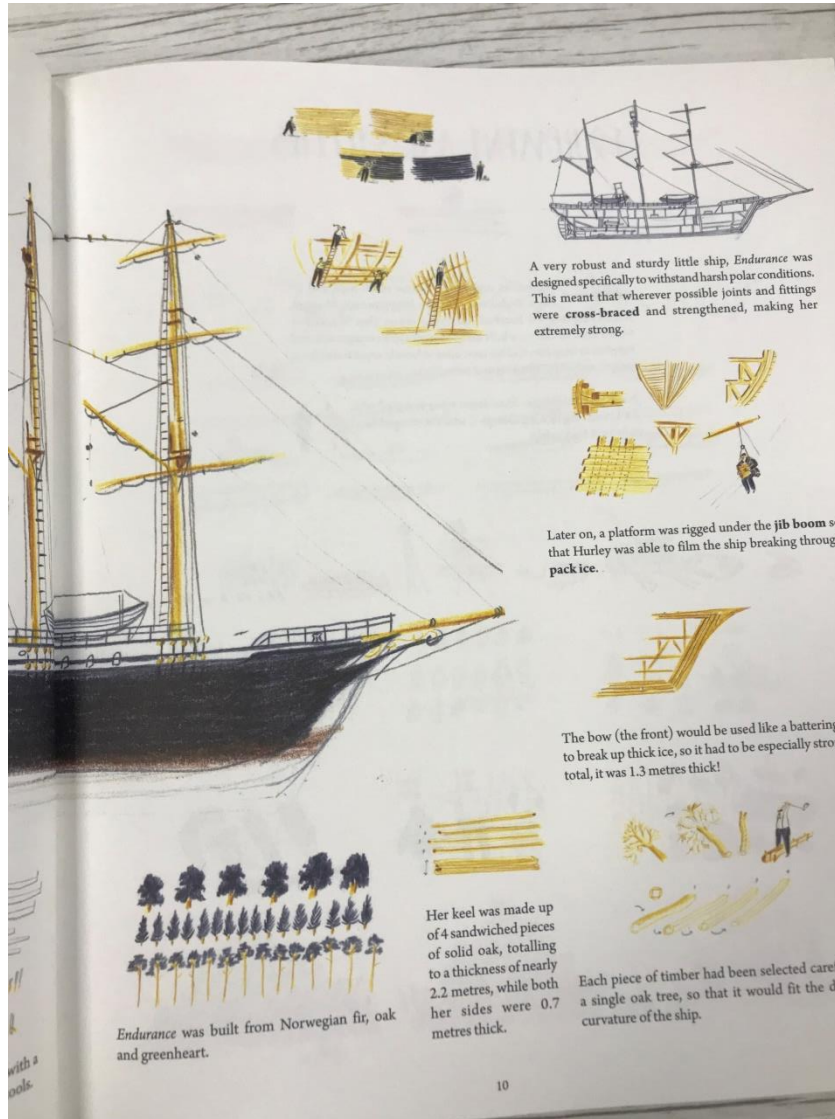 A very robust and sturdy little ship, Endurance was
designed specifically to withstand harsh polar conditions.
This meant that wherever possible joints and fittings
were cross-braced and strengthened, making her
extremely strong.
Later on, a platform was rigged under the jib boom
that Hurley was able to film the ship breaking
pack ice.
The bow (the front) would be used like a battering
to break up thick ice, so it had to be especially
total, it was 1.3 metres thick!
Her keel was made up
of 4 sandwiched pieces
of solid oak, totalling
to a thickness of nearly
2.2 metres, while both
her sides were 0.7
metres thick.
Each piece of timber had been selected
a single oak tree, so that it would fit the
curvature of the ship.
Endurance was built from Norwegian fir, oak
and greenheart.
with a
10